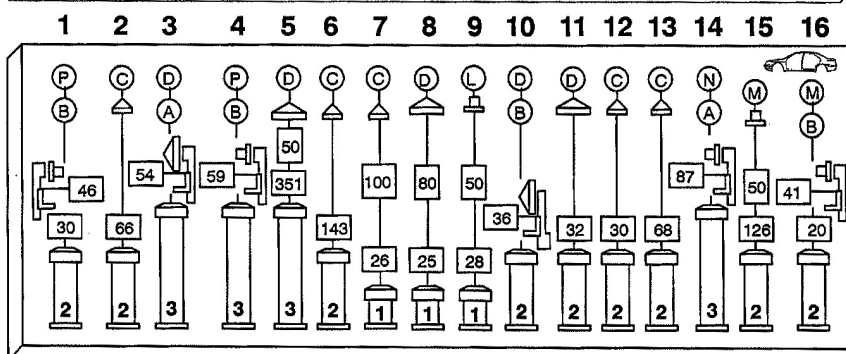 1 2 3 4 5 6 7 8 9 10 11 12 13 14 15 16
P C D P D C C D L D D C C N M M
B A B B A B
50
54 59 100 80 50 87 50
46 351 36 41
30 66 143 32 30 68 126 20
26 25 28
2 2 3 3 3 2 1 1 1 2 2 2 2 3 2 2